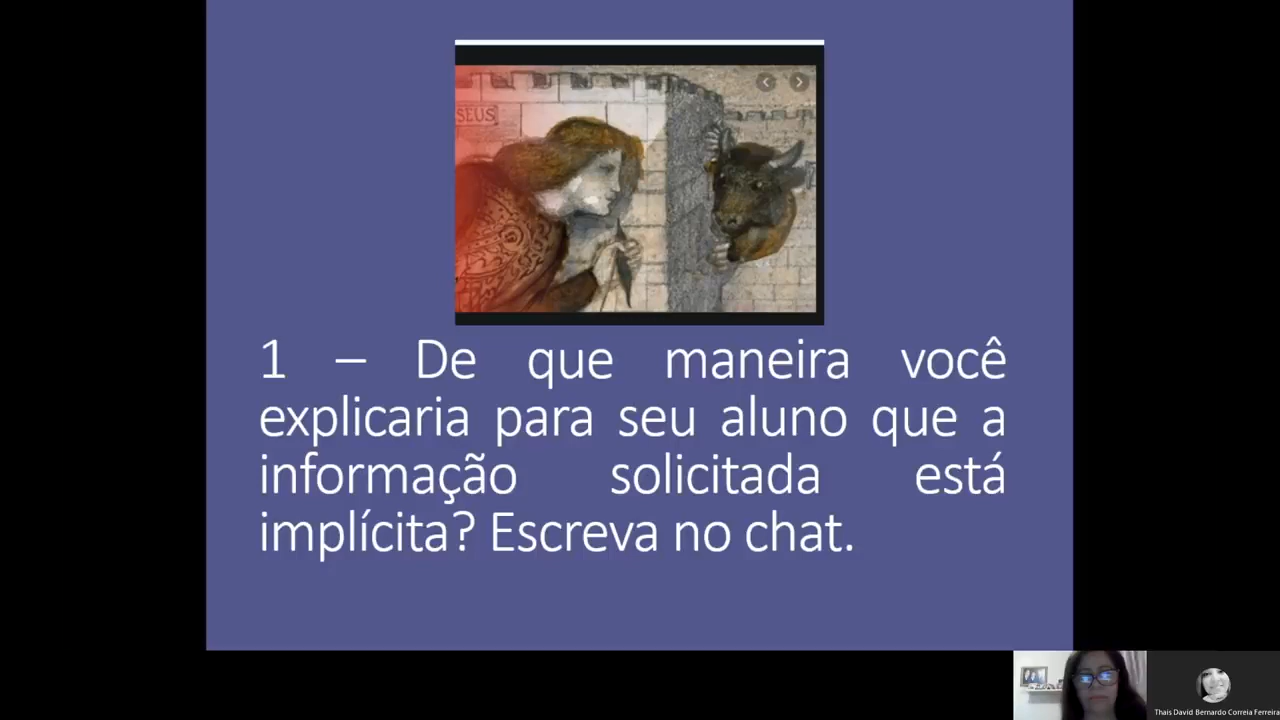 SEUS
1 – De que maneira você
explicaria para seu aluno que a
informação solicitada está
implícita? Escreva no chat.
Thais David Bernardo Correia Ferreira